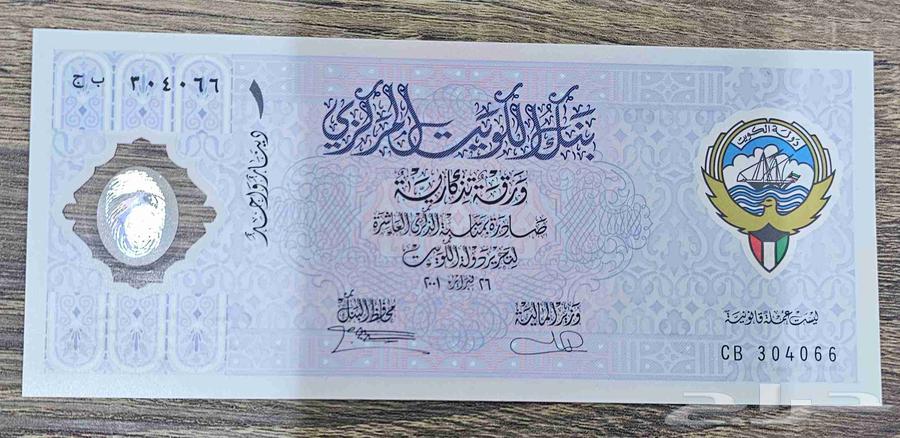 ب ج ٣٠٤٠٦٦
١ دينار واحد
بنك الكويت المركزي
ورقة تذكارية
صادرة بمناسبة الذكرى العاشرة
لتحرير دولة الكويت
٢٦ فبراير ٢٠٠١
محافظ البنك
وزير المالية
دولة الكويت
ليست عملة قانونية
CB 304066
حراج